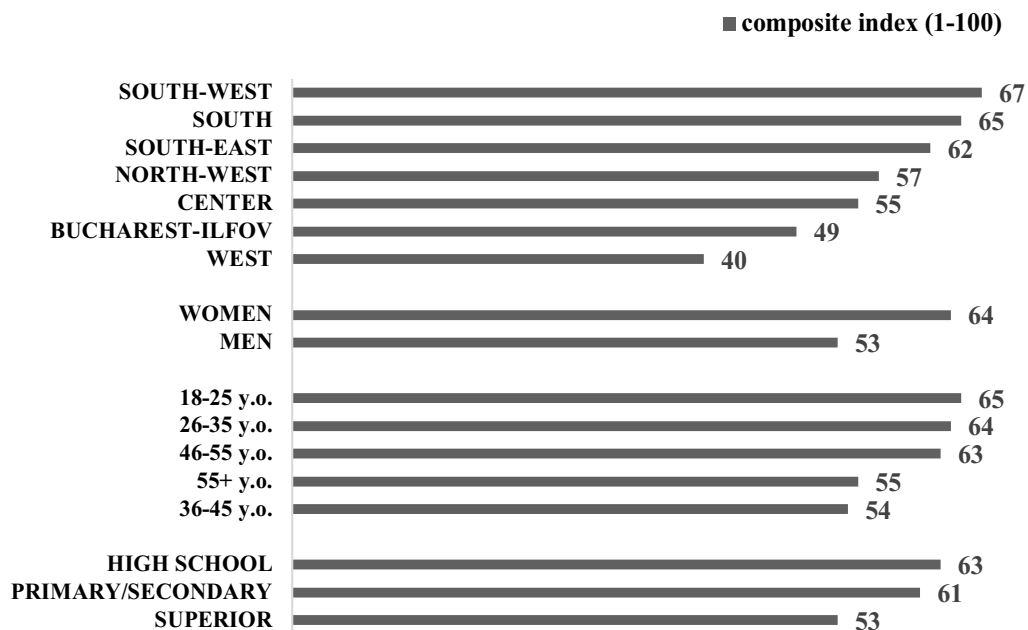 composite index (1-100)
SOUTH-WEST 67
SOUTH 65
SOUTH-EAST 62
NORTH-WEST 57
CENTER 55
BUCHAREST-ILFOV 49
WEST 40
WOMEN 64
MEN 53
18-25 y.o. 65
26-35 y.o. 64
46-55 y.o. 63
55+ y.o. 55
36-45 y.o. 54
HIGH SCHOOL 63
PRIMARY/SECONDARY 61
SUPERIOR 53